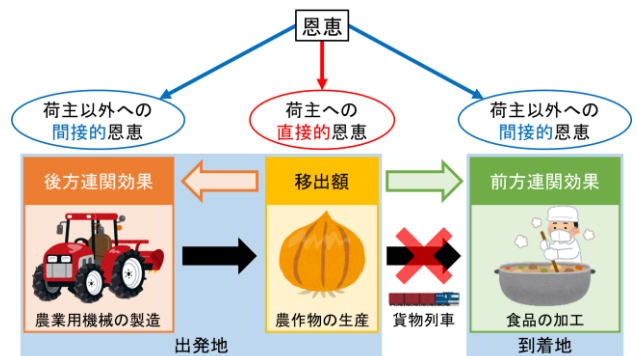 恩恵
荷主以外への
間接的恩恵
荷主への
直接的恩恵
荷主以外への
間接的恩恵
後方連関効果
移出額
前方連関効果
農業用機械の製造
農作物の生産
貨物列車
食品の加工
出発地
到着地